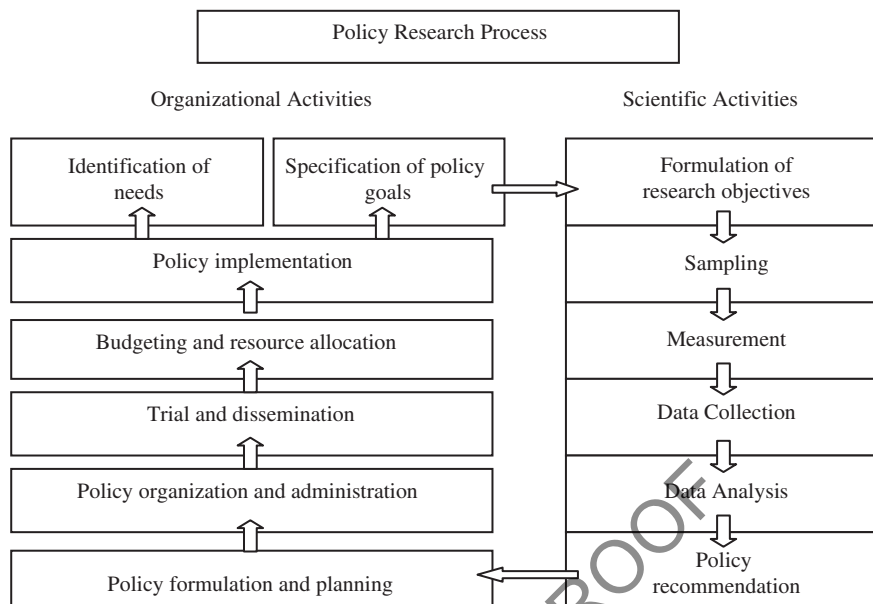 Policy Research Process
Organizational Activities
Scientific Activities
Identification of
needs
Specification of policy
goals
Formulation of
research objectives
Policy implementation
Sampling
Budgeting and resource allocation
Measurement
Trial and dissemination
Data Collection
Policy organization and administration
Data Analysis
Policy formulation and planning
Policy
recommendation
PROOF